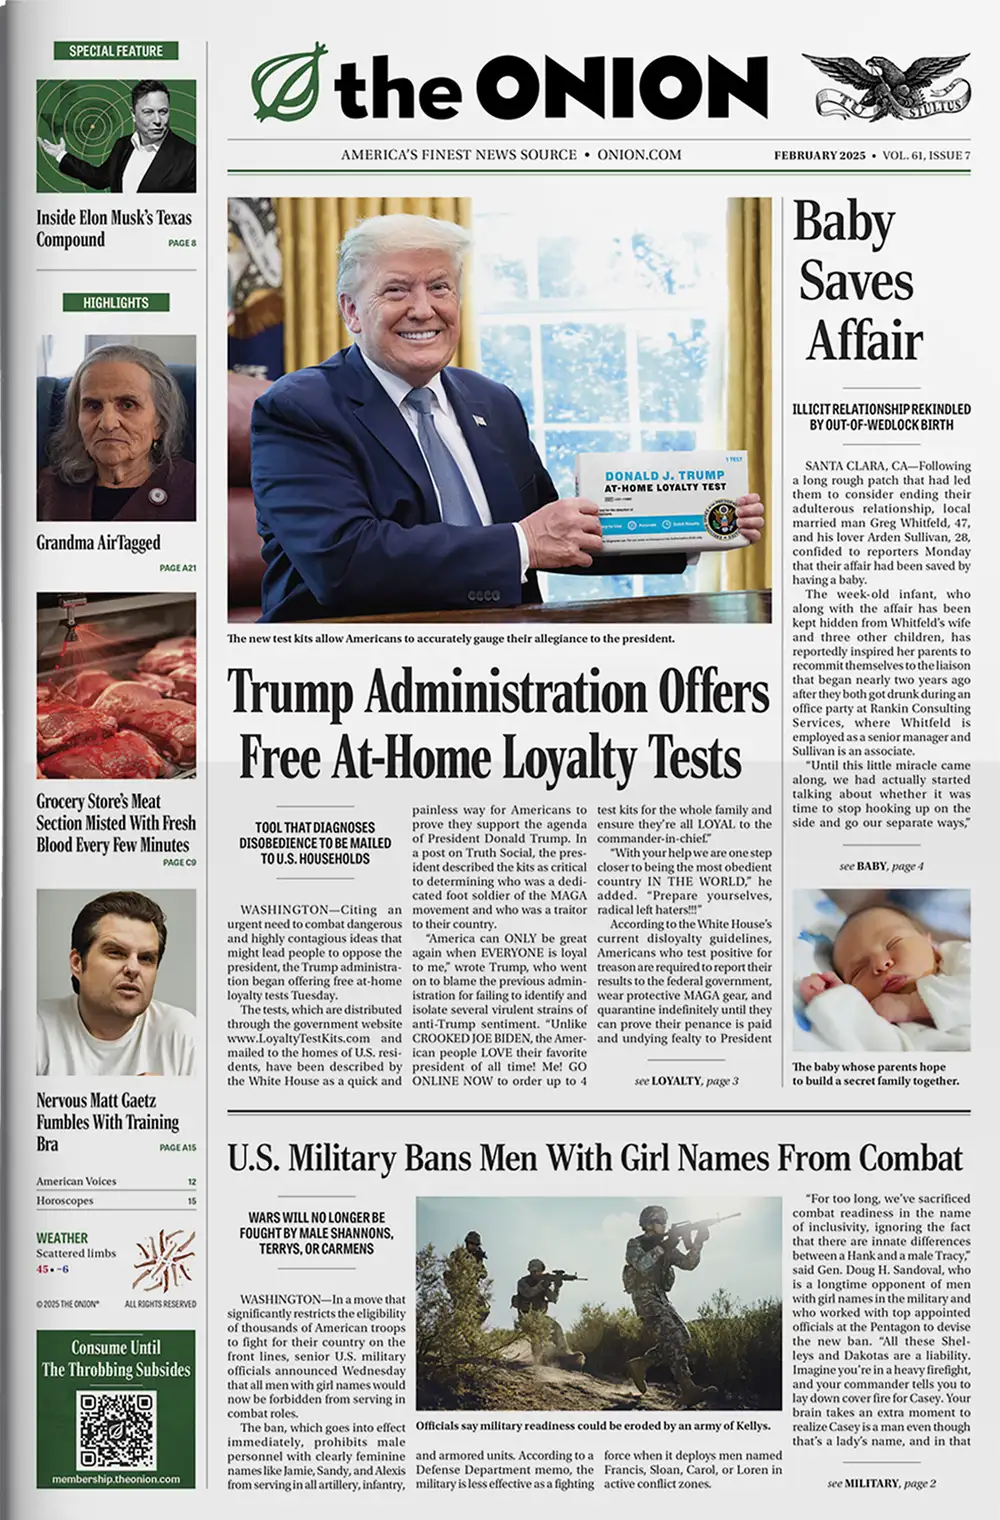 SPECIAL FEATURE
Inside Elon Musk's Texas
Compound
PAGE 8
HIGHLIGHTS
Grandma AirTagged
PAGE A21
Grocery Store's Meat
Section Misted With Fresh
Blood Every Few Minutes
PAGE C9
Nervous Matt Gaetz
Fumbles With Training
Bra
PAGE A15
American Voices 12
Horoscopes 15
WEATHER
Scattered limbs
45 • -6
© 2025 THE ONION® ALL RIGHTS RESERVED
Consume Until
The Throbbing Subsides
membership.theonion.com
the ONION
TU STULTUS
AMERICA'S FINEST NEWS SOURCE • ONION.COM
FEBRUARY 2025 • VOL. 61, ISSUE 7
1 TEST
DONALD J. TRUMP
AT-HOME LOYALTY TEST
Accurate
The new test kits allow Americans to accurately gauge their allegiance to the president.
Trump Administration Offers
Free At-Home Loyalty Tests
TOOL THAT DIAGNOSES
DISOBEDIENCE TO BE MAILED
TO U.S. HOUSEHOLDS
WASHINGTON—Citing an
urgent need to combat dangerous
and highly contagious ideas that
might lead people to oppose the
president, the Trump administra-
tion began offering free at-home
loyalty tests Tuesday.
The tests, which are distributed
through the government website
www.LoyaltyTestKits.com and
mailed to the homes of U.S. resi-
dents, have been described by
the White House as a quick and
painless way for Americans to
prove they support the agenda
of President Donald Trump. In
a post on Truth Social, the pres-
ident described the kits as critical
to determining who was a dedi-
cated foot soldier of the MAGA
movement and who was a traitor
to their country.
"America can ONLY be great
again when EVERYONE is loyal
to me," wrote Trump, who went
on to blame the previous admin-
istration for failing to identify and
isolate several virulent strains of
anti-Trump sentiment. "Unlike
CROOKED JOE BIDEN, the Amer-
ican people LOVE their favorite
president of all time! Me! GO
ONLINE NOW to order up to 4
test kits for the whole family and
ensure they're all LOYAL to the
commander-in-chief."
"With your help we are one step
closer to being the most obedient
country IN THE WORLD," he
added. "Prepare yourselves,
radical left haters!!!"
According to the White House's
current disloyalty guidelines,
Americans who test positive for
treason are required to report their
results to the federal government,
wear protective MAGA gear, and
quarantine indefinitely until they
can prove their penance is paid
and undying fealty to President
see LOYALTY, page 3
Baby
Saves
Affair
ILLICIT RELATIONSHIP REKINDLED
BY OUT-OF-WEDLOCK BIRTH
SANTA CLARA, CA—Following
a long rough patch that had led
them to consider ending their
adulterous relationship, local
married man Greg Whitfeld, 47,
and his lover Arden Sullivan, 28,
confided to reporters Monday
that their affair had been saved by
having a baby.
The week-old infant, who
along with the affair has been
kept hidden from Whitfeld's wife
and three other children, has
reportedly inspired her parents to
recommit themselves to the liaison
that began nearly two years ago
after they both got drunk during an
office party at Rankin Consulting
Services, where Whitfeld is
employed as a senior manager and
Sullivan is an associate.
"Until this little miracle came
along, we had actually started
talking about whether it was
time to stop hooking up on the
side and go our separate ways,"
see BABY, page 4
The baby whose parents hope
to build a secret family together.
U.S. Military Bans Men With Girl Names From Combat
WARS WILL NO LONGER BE
FOUGHT BY MALE SHANNONS,
TERRYS, OR CARMENS
WASHINGTON—In a move that
significantly restricts the eligibility
of thousands of American troops
to fight for their country on the
front lines, senior U.S. military
officials announced Wednesday
that all men with girl names would
now be forbidden from serving in
combat roles.
The ban, which goes into effect
immediately, prohibits male
personnel with clearly feminine
names like Jamie, Sandy, and Alexis
from serving in all artillery, infantry,
Officials say military readiness could be eroded by an army of Kellys.
and armored units. According to a
Defense Department memo, the
military is less effective as a fighting
force when it deploys men named
Francis, Sloan, Carol, or Loren in
active conflict zones.
"For too long, we've sacrificed
combat readiness in the name
of inclusivity, ignoring the fact
that there are innate differences
between a Hank and a male Tracy,"
said Gen. Doug H. Sandoval, who
is a longtime opponent of men
with girl names in the military and
who worked with top appointed
officials at the Pentagon to devise
the new ban. "All these Shel-
leys and Dakotas are a liability.
Imagine you're in a heavy firefight,
and your commander tells you to
lay down cover fire for Casey. Your
brain takes an extra moment to
realize Casey is a man even though
that's a lady's name, and in that
see MILITARY, page 2